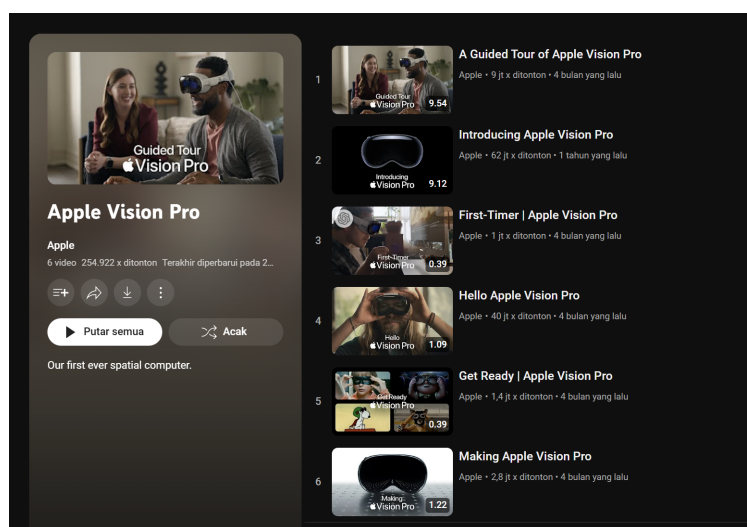 Guided Tour
Vision Pro
Apple Vision Pro
Apple
6 video 254.922 x ditonton Terakhir diperbarui pada 2…
Putar semua
Acak
Our first ever spatial computer.
1
Guided Tour
Vision Pro
9.54
A Guided Tour of Apple Vision Pro
Apple • 9 jt x ditonton • 4 bulan yang lalu
2
Introducing
Vision Pro
9.12
Introducing Apple Vision Pro
Apple • 62 jt x ditonton • 1 tahun yang lalu
3
First-Timer
Vision Pro
0.39
First-Timer | Apple Vision Pro
Apple • 1 jt x ditonton • 4 bulan yang lalu
4
Hello
Vision Pro
1.09
Hello Apple Vision Pro
Apple • 40 jt x ditonton • 4 bulan yang lalu
5
Get Ready
Vision Pro
0.39
Get Ready | Apple Vision Pro
Apple • 1,4 jt x ditonton • 4 bulan yang lalu
6
Making
Vision Pro
1.22
Making Apple Vision Pro
Apple • 2,8 jt x ditonton • 4 bulan yang lalu